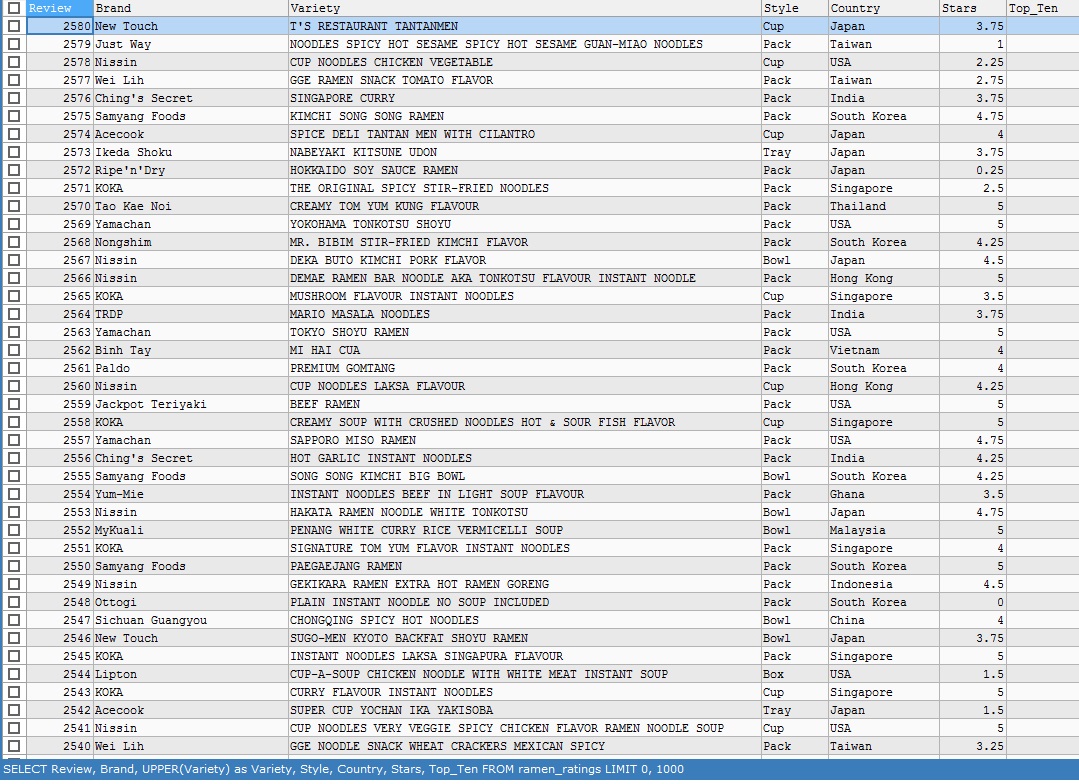 Review Brand Variety Style Country Stars Top_Ten
2580 New Touch T'S RESTAURANT TANTANMEN Cup Japan 3.75
2579 Just Way NOODLES SPICY HOT SESAME SPICY HOT SESAME GUAN-MIAO NOODLES Pack Taiwan 1
2578 Nissin CUP NOODLES CHICKEN VEGETABLE Cup USA 2.25
2577 Wei Lih GGE RAMEN SNACK TOMATO FLAVOR Pack Taiwan 2.75
2576 Ching's Secret SINGAPORE CURRY Pack India 3.75
2575 Samyang Foods KIMCHI SONG SONG RAMEN Pack South Korea 4.75
2574 Acecook SPICE DELI TANTAN MEN WITH CILANTRO Cup Japan 4
2573 Ikeda Shoku NABEYAKI KITSUNE UDON Tray Japan 3.75
2572 Ripe'n'Dry HOKKAIDO SOY SAUCE RAMEN Pack Japan 0.25
2571 KOKA THE ORIGINAL SPICY STIR-FRIED NOODLES Pack Singapore 2.5
2570 Tao Kae Noi CREAMY TOM YUM KUNG FLAVOUR Pack Thailand 5
2569 Yamachan YOKOHAMA TONKOTSU SHOYU Pack USA 5
2568 Nongshim MR. BIBIM STIR-FRIED KIMCHI FLAVOR Pack South Korea 4.25
2567 Nissin DEKA BUTO KIMCHI PORK FLAVOR Bowl Japan 4.5
2566 Nissin DEMAE RAMEN BAR NOODLE AKA TONKOTSU FLAVOUR INSTANT NOODLE Pack Hong Kong 5
2565 KOKA MUSHROOM FLAVOUR INSTANT NOODLES Cup Singapore 3.5
2564 TRDP MARIO MASALA NOODLES Pack India 3.75
2563 Yamachan TOKYO SHOYU RAMEN Pack USA 5
2562 Binh Tay MI HAI CUA Pack Vietnam 4
2561 Paldo PREMIUM GOMTANG Pack South Korea 4
2560 Nissin CUP NOODLES LAKSA FLAVOUR Cup Hong Kong 4.25
2559 Jackpot Teriyaki BEEF RAMEN Pack USA 5
2558 KOKA CREAMY SOUP WITH CRUSHED NOODLES HOT & SOUR FISH FLAVOR Cup Singapore 5
2557 Yamachan SAPPORO MISO RAMEN Pack USA 4.75
2556 Ching's Secret HOT GARLIC INSTANT NOODLES Pack India 4.25
2555 Samyang Foods SONG SONG KIMCHI BIG BOWL Bowl South Korea 4.25
2554 Yum-Mie INSTANT NOODLES BEEF IN LIGHT SOUP FLAVOUR Pack Ghana 3.5
2553 Nissin HAKATA RAMEN NOODLE WHITE TONKOTSU Bowl Japan 4.75
2552 MyKuali PENANG WHITE CURRY RICE VERMICELLI SOUP Bowl Malaysia 5
2551 KOKA SIGNATURE TOM YUM FLAVOR INSTANT NOODLES Pack Singapore 4
2550 Samyang Foods PAEGAEJANG RAMEN Pack South Korea 5
2549 Nissin GEKIKARA RAMEN EXTRA HOT RAMEN GORENG Pack Indonesia 4.5
2548 Ottogi PLAIN INSTANT NOODLE NO SOUP INCLUDED Pack South Korea 0
2547 Sichuan Guangyou CHONGQING SPICY HOT NOODLES Bowl China 4
2546 New Touch SUGO-MEN KYOTO BACKFAT SHOYU RAMEN Bowl Japan 3.75
2545 KOKA INSTANT NOODLES LAKSA SINGAPURA FLAVOUR Pack Singapore 5
2544 Lipton CUP-A-SOUP CHICKEN NOODLE WITH WHITE MEAT INSTANT SOUP Box USA 1.5
2543 KOKA CURRY FLAVOUR INSTANT NOODLES Cup Singapore 5
2542 Acecook SUPER CUP YOCHAN IKA YAKISOBA Tray Japan 1.5
2541 Nissin CUP NOODLES VERY VEGGIE SPICY CHICKEN FLAVOR RAMEN NOODLE SOUP Cup USA 5
2540 Wei Lih GGE NOODLE SNACK WHEAT CRACKERS MEXICAN SPICY Pack Taiwan 3.25
SELECT Review, Brand, UPPER(Variety) as Variety, Style, Country, Stars, Top_Ten FROM ramen_ratings LIMIT 0, 1000